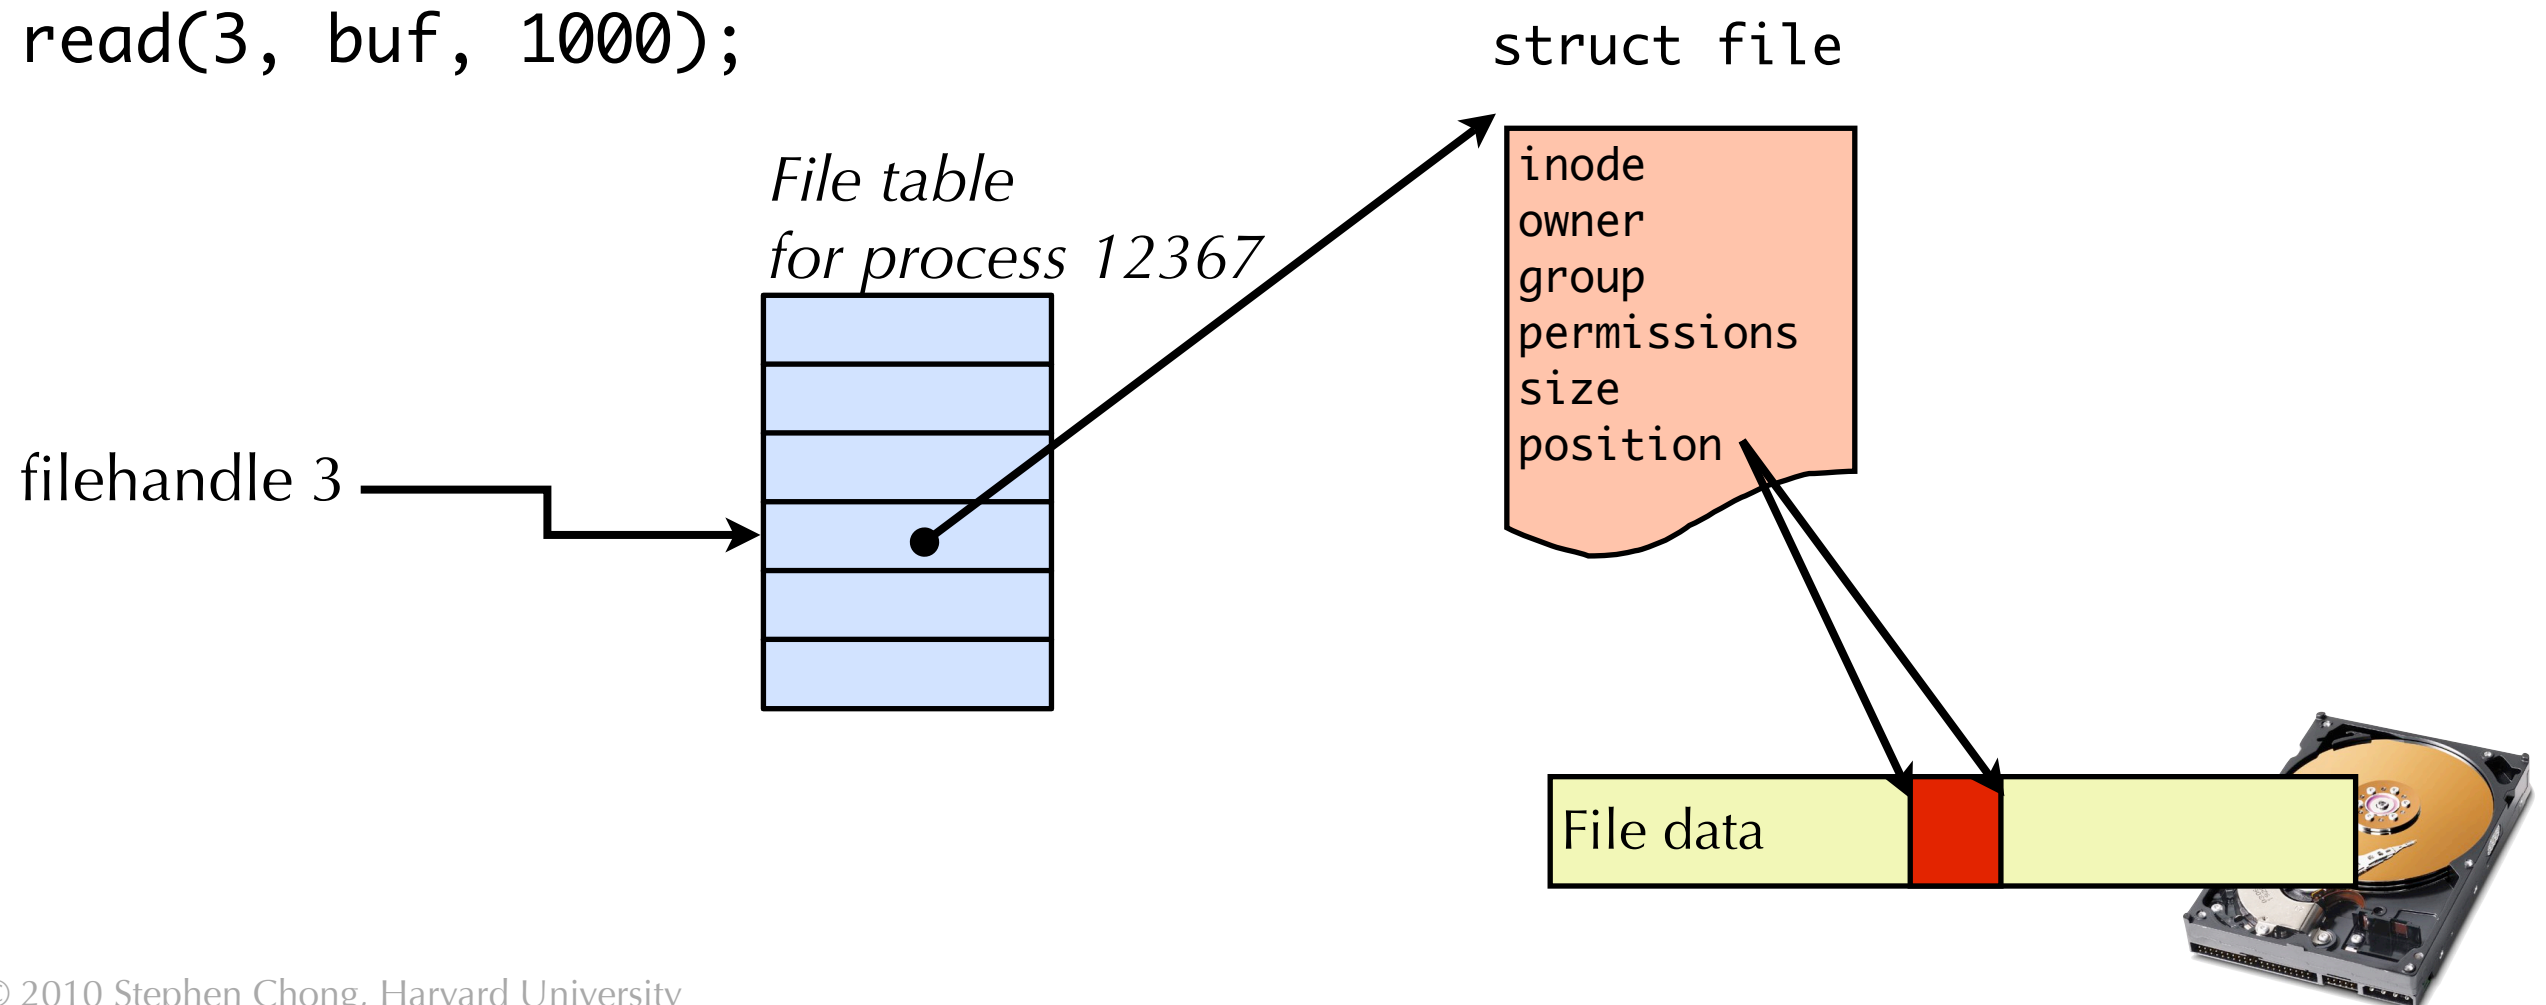 read(3, buf, 1000);
struct file
File table
for process 12367
inode
owner
group
permissions
size
position
filehandle 3
File data
© 2010 Stephen Chong, Harvard University